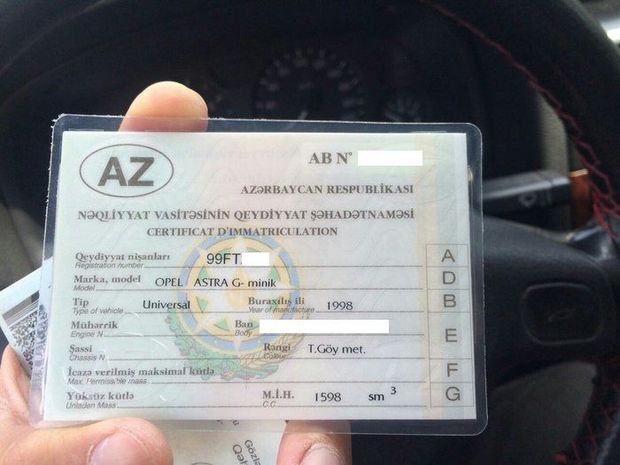 AZ
AB N°
AZƏRBAYCAN RESPUBLİKASI
NƏQLİYYAT VASİTƏSİNİN QEYDİYYAT ŞƏHADƏTNAMƏSİ
CERTIFICAT D'IMMATRICULATION
Qeydiyyat nişanları 99FT A
Registration number
Marka, model OPEL ASTRA G- minik D
Model
Tip Universal Buraxılış ili 1998 B
Type of vehicle Year of manufacture
Mühərrik Ban E
Engine N Body
Şassi Rəngi T.Göy met.
Chassis N Colour
İcazə verilmiş maksimal kütlə F
Max. Permissible mass
Yüksüz kütlə M.İ.H. 1598 sm 3 G
Unladen Mass C.C.